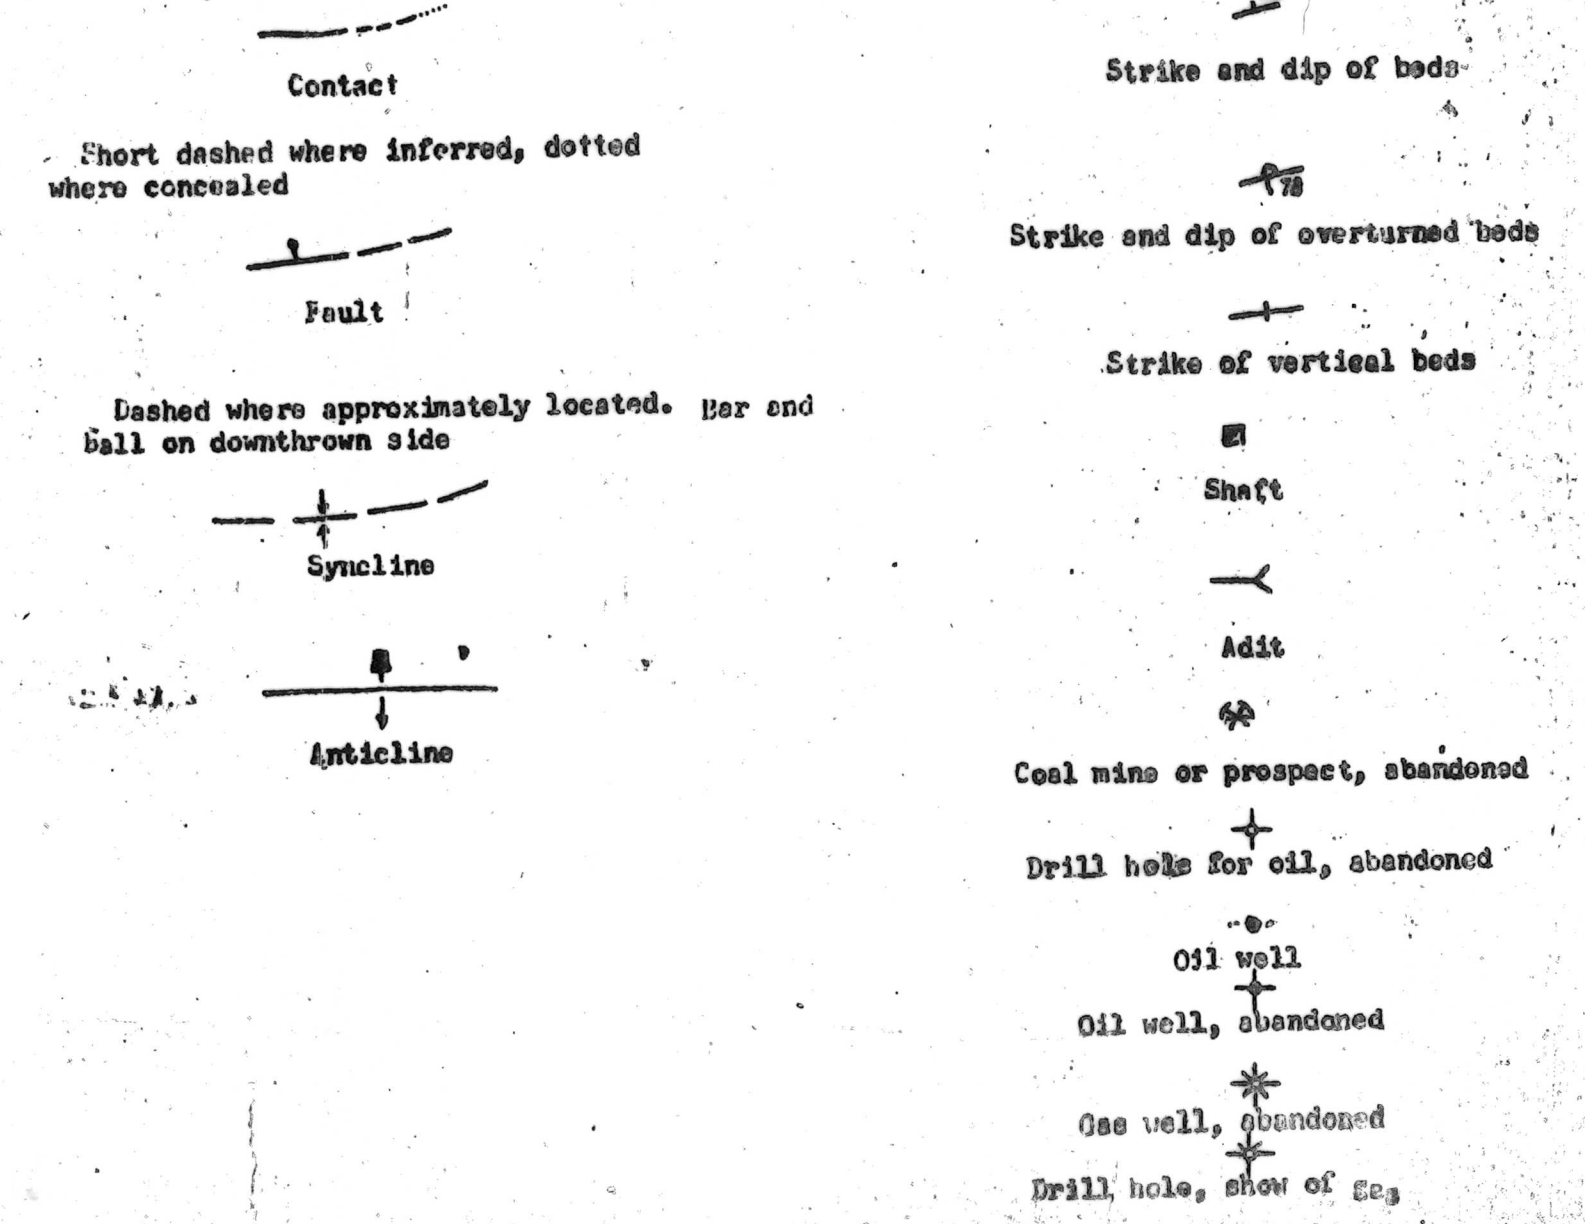 Contact
Short dashed where inferred, dotted
where concealed
Fault
Dashed where approximately located. Bar and
ball on downthrown side
Syncline
Anticline
Strike and dip of beds
78
Strike and dip of overturned beds
Strike of vertical beds
Shaft
Adit
Coal mine or prospect, abandoned
Drill hole for oil, abandoned
Oil well
Oil well, abandoned
Gas well, abandoned
Drill hole, show of gas